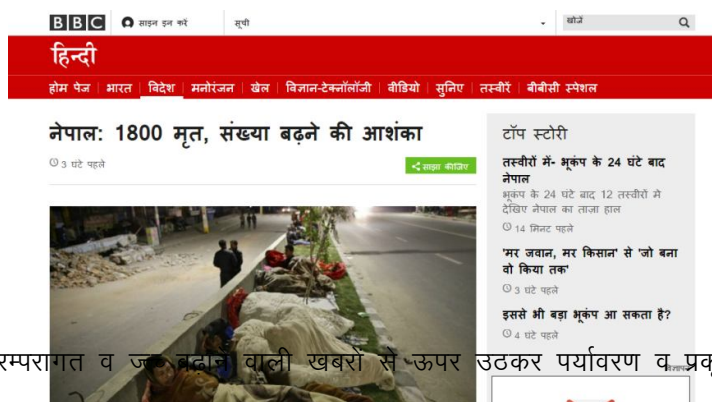 BBC साइन इन करें सूची खोजें
हिन्दी
होम पेज भारत विदेश मनोरंजन खेल विज्ञान-टेक्नॉलॉजी वीडियो सुनिए तस्वीरें बीबीसी स्पेशल
नेपाल: 1800 मृत, संख्या बढ़ने की आशंका
3 घंटे पहले
साझा कीजिए
टॉप स्टोरी
तस्वीरों में- भूकंप के 24 घंटे बाद
नेपाल
भूकंप के 24 घंटे बाद 12 तस्वीरों मे
देखिए नेपाल का ताज़ा हाल
14 मिनट पहले
'मर जवान, मर किसान' से 'जो बना
वो किया तक'
3 घंटे पहले
इससे भी बड़ा भूकंप आ सकता है?
4 घंटे पहले
रम्परागत व बढ़ाने वाली खबरों से ऊपर उठकर पर्यावरण व प्रकृ